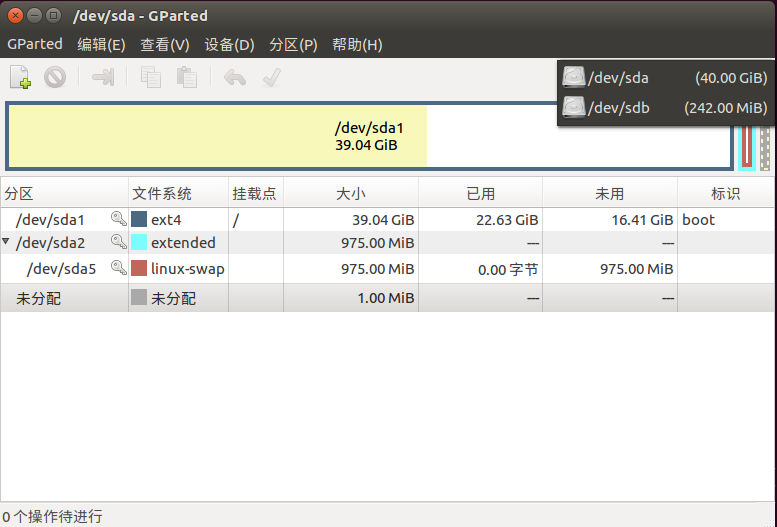 /dev/sda - GParted
GParted 编辑(E) 查看(V) 设备(D) 分区(P) 帮助(H)
/dev/sda (40.00 GiB)
/dev/sdb (242.00 MiB)
/dev/sda1
39.04 GiB
分区 文件系统 挂载点 大小 已用 未用 标识
/dev/sda1 ext4 / 39.04 GiB 22.63 GiB 16.41 GiB boot
/dev/sda2 extended 975.00 MiB --- ---
/dev/sda5 linux-swap 975.00 MiB 0.00 字节 975.00 MiB
未分配 未分配 1.00 MiB --- ---
0 个操作待进行